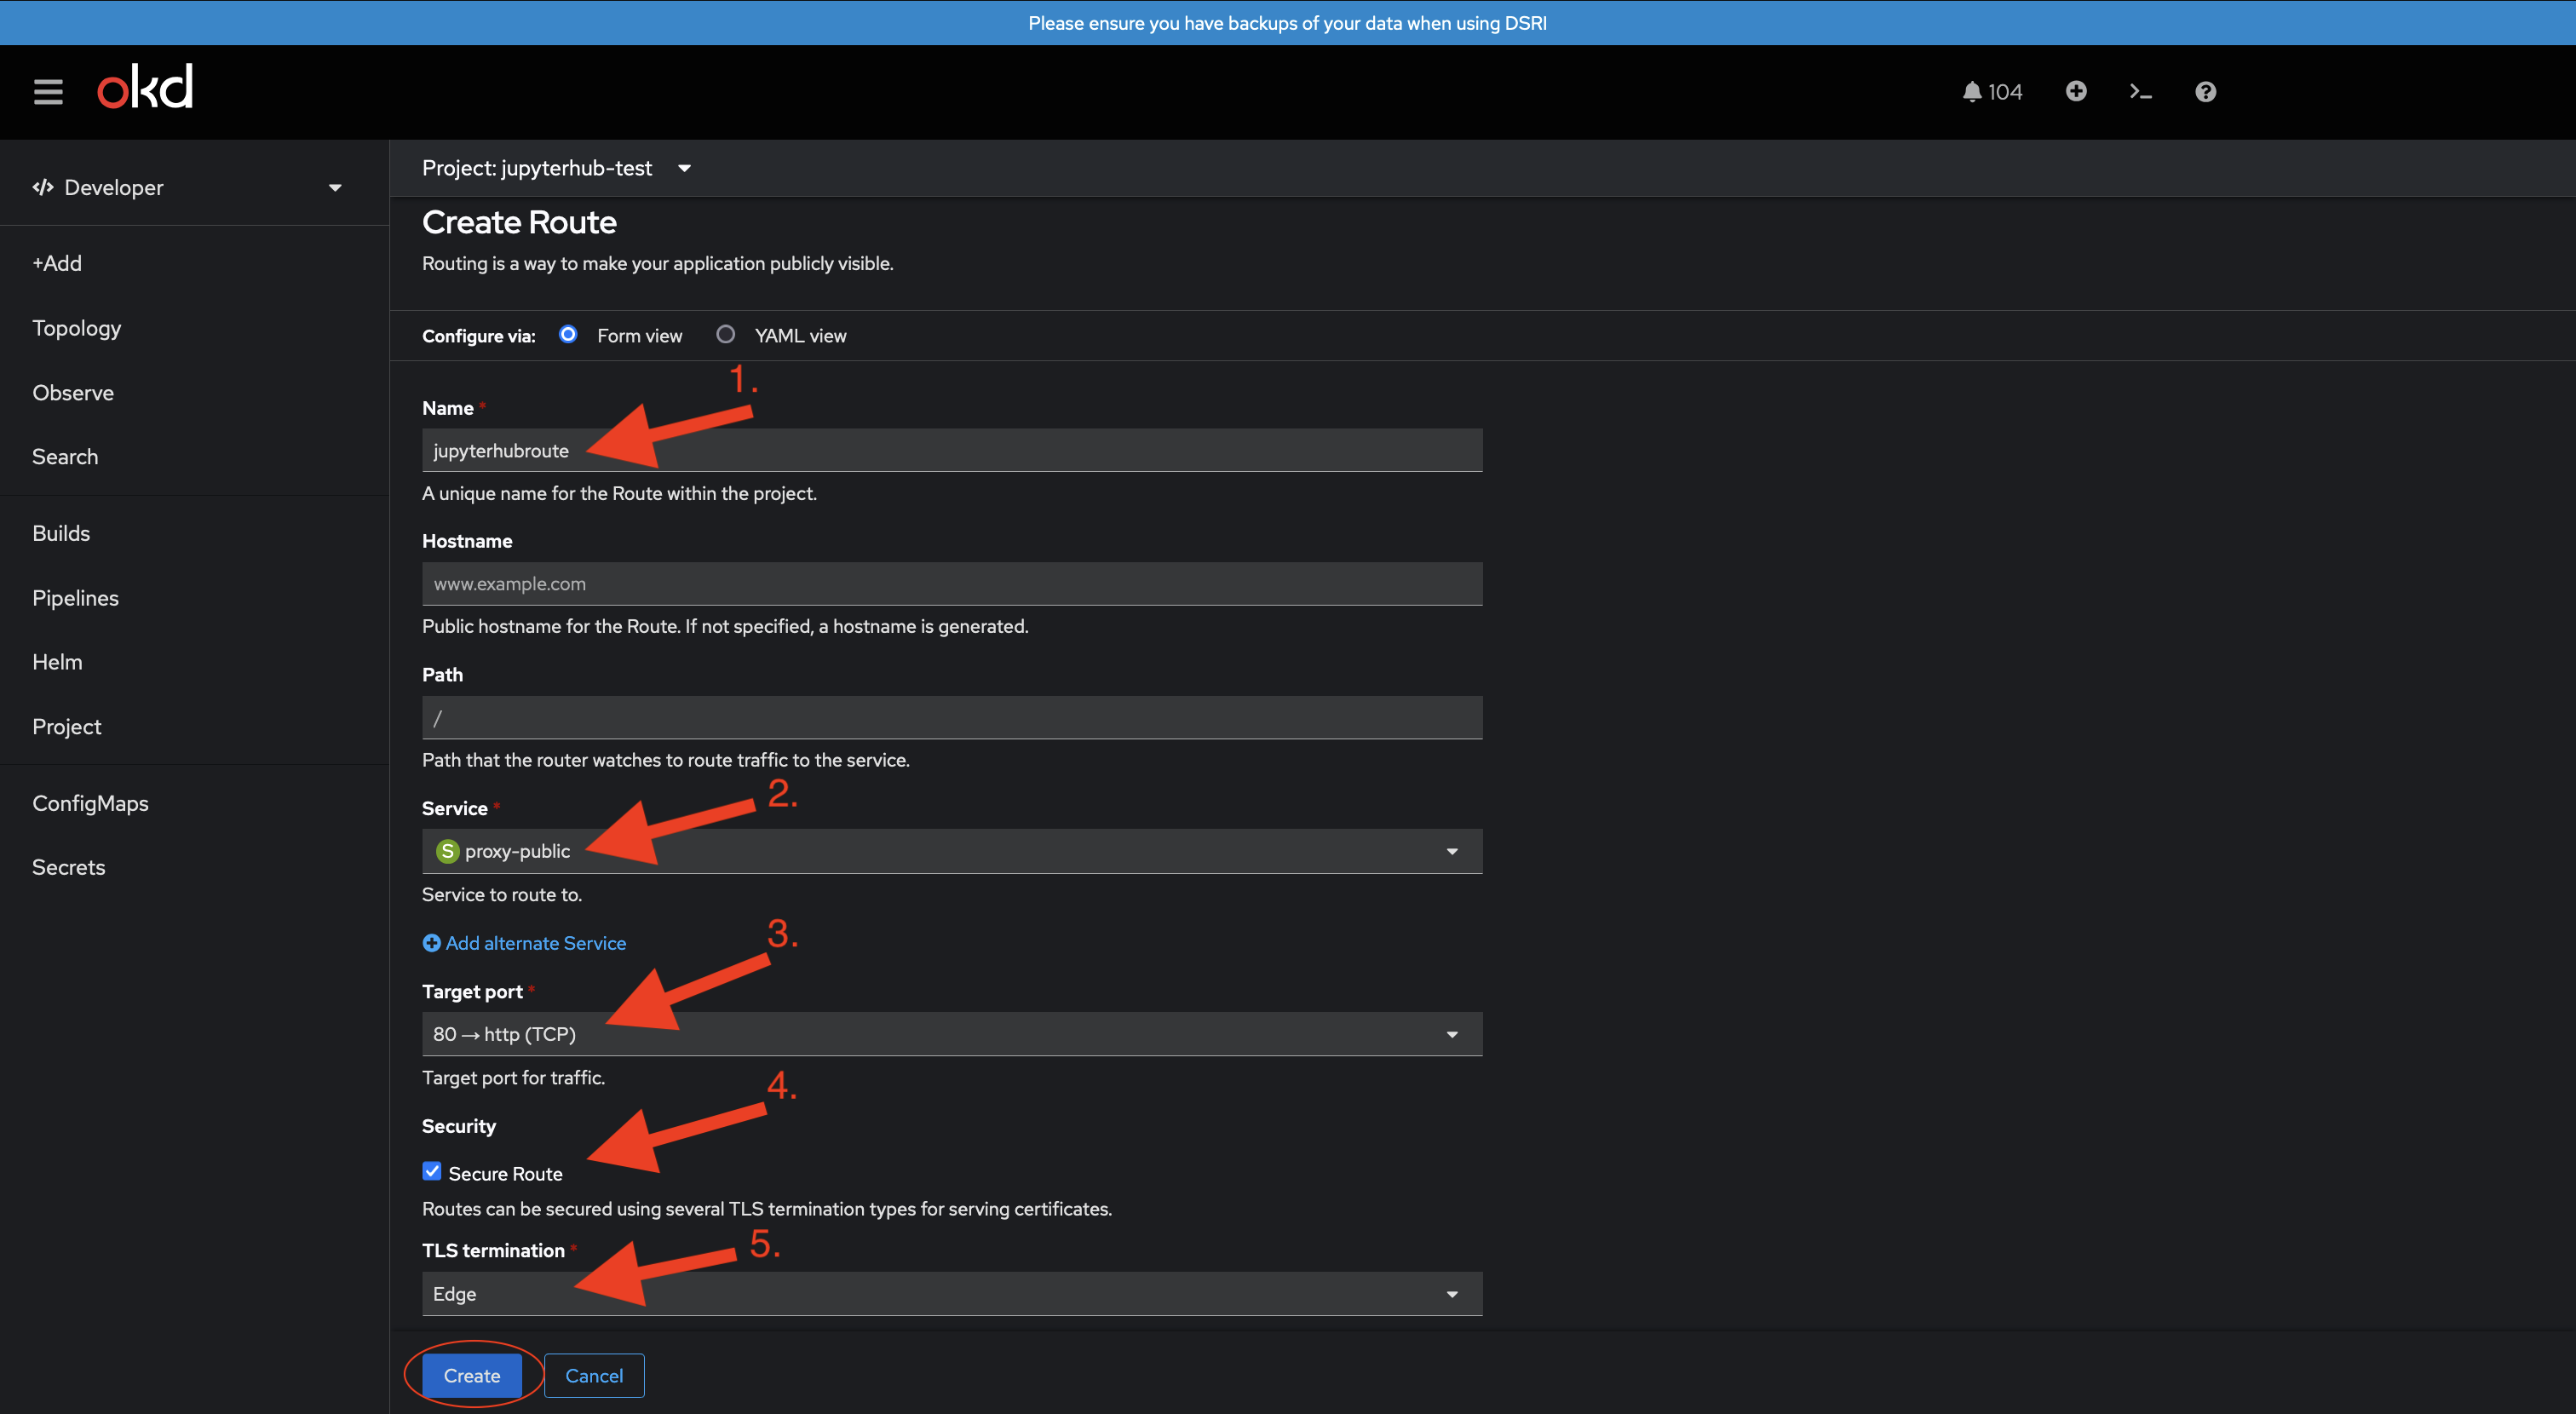 Please ensure you have backups of your data when using DSRI
okd
104
Developer
+Add
Topology
Observe
Search
Builds
Pipelines
Helm
Project
ConfigMaps
Secrets
Project: jupyterhub-test
Create Route
Routing is a way to make your application publicly visible.
Configure via: Form view YAML view
1.
Name *
jupyterhubroute
A unique name for the Route within the project.
Hostname
www.example.com
Public hostname for the Route. If not specified, a hostname is generated.
Path
/
Path that the router watches to route traffic to the service.
2.
Service *
S proxy-public
Service to route to.
3.
Add alternate Service
Target port *
80 → http (TCP)
Target port for traffic.
4.
Security
Secure Route
Routes can be secured using several TLS termination types for serving certificates.
5.
TLS termination *
Edge
Create Cancel